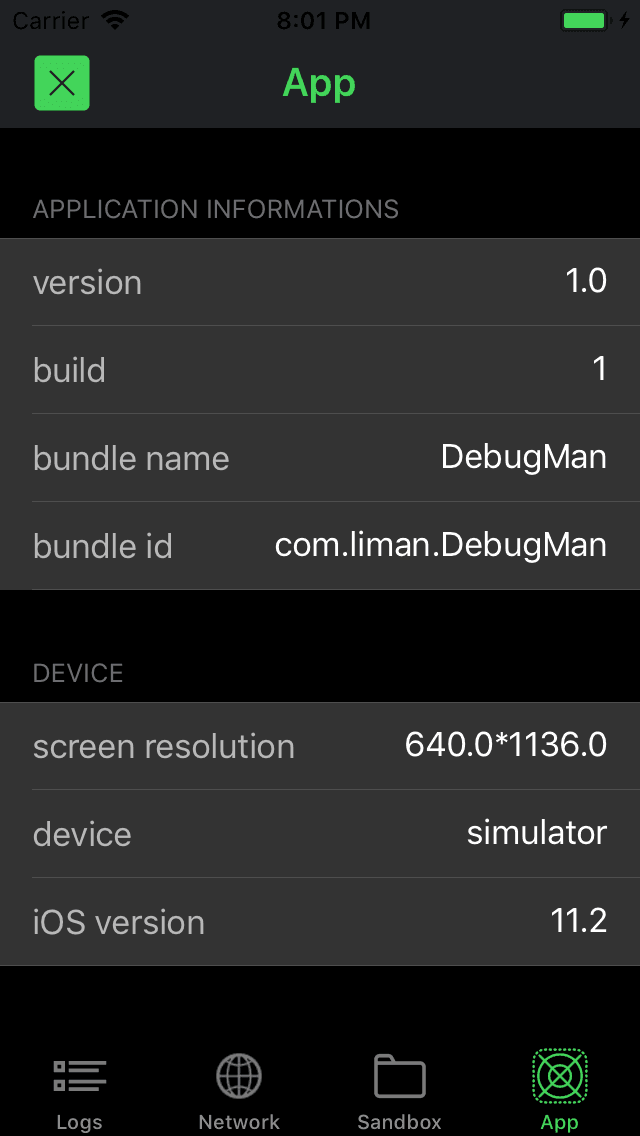 Carrier 8:01 PM
App
APPLICATION INFORMATIONS
version 1.0
build 1
bundle name DebugMan
bundle id com.liman.DebugMan
DEVICE
screen resolution 640.0*1136.0
device simulator
iOS version 11.2
Logs Network Sandbox App